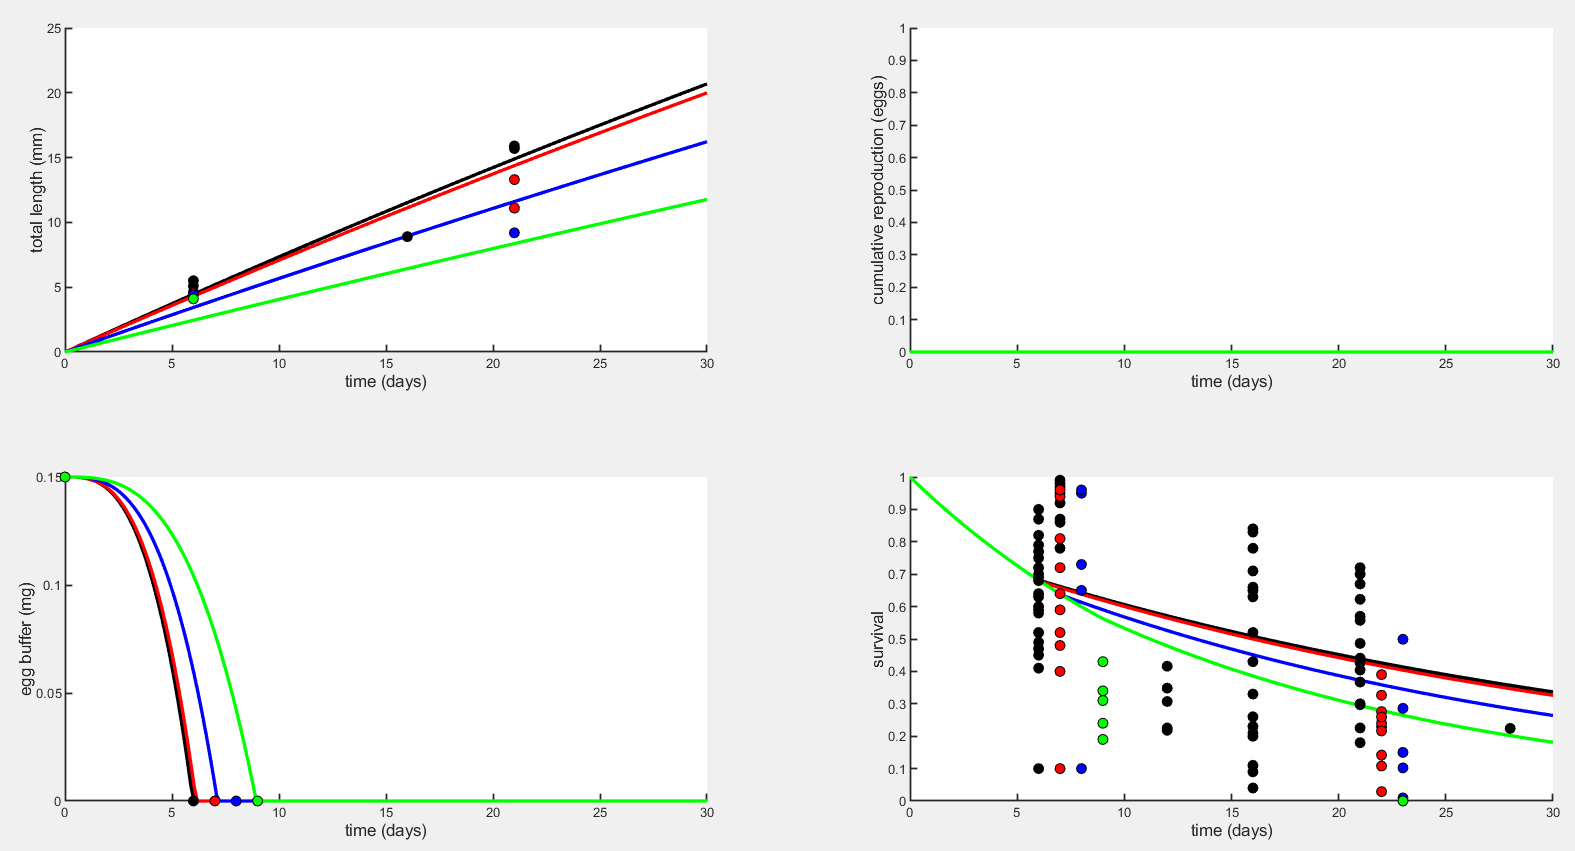 25
20
15
10
5
0
total length (mm)
0 5 10 15 20 25 30
time (days)
1
0.9
0.8
0.7
0.6
0.5
0.4
0.3
0.2
0.1
0
cumulative reproduction (eggs)
0 5 10 15 20 25 30
time (days)
0.15
0.1
0.05
0
egg buffer (mg)
0 5 10 15 20 25 30
time (days)
1
0.9
0.8
0.7
0.6
0.5
0.4
0.3
0.2
0.1
0
survival
0 5 10 15 20 25 30
time (days)